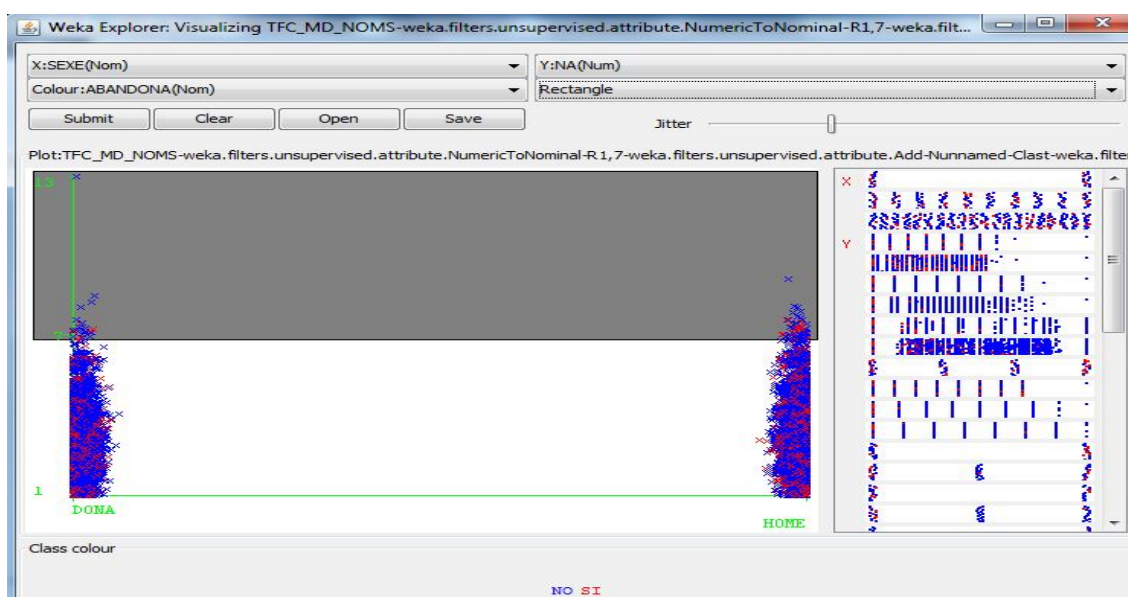 Weka Explorer: Visualizing TFC_MD_NOMS-weka.filters.unsupervised.attribute.NumericToNominal-R1,7-weka.filt...
X:SEXE(Nom) Y:NA(Num)
Colour:ABANDONA(Nom) Rectangle
Submit Clear Open Save Jitter
Plot:TFC_MD_NOMS-weka.filters.unsupervised.attribute.NumericToNominal-R1,7-weka.filters.unsupervised.attribute.Add-Nunnamed-Clast-weka.filter
13
X
Y
7
1
DONA
HOME
Class colour
NO SI